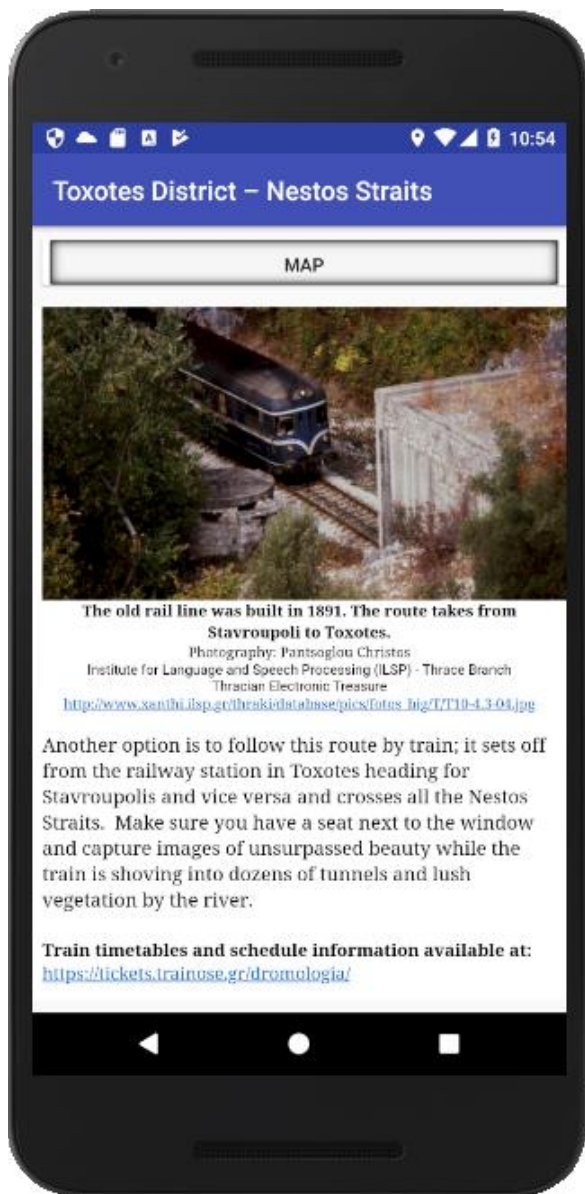 10:54
Toxotes District – Nestos Straits
MAP
The old rail line was built in 1891. The route takes from
Stavroupoli to Toxotes.
Photography: Pantsoglou Christos
Institute for Language and Speech Processing (ILSP) - Thrace Branch
Thracian Electronic Treasure
http://www.xanthi.ilsp.gr/thraki/database/pics/fotos_big/T/T10-4.3-04.jpg
Another option is to follow this route by train; it sets off
from the railway station in Toxotes heading for
Stavroupolis and vice versa and crosses all the Nestos
Straits. Make sure you have a seat next to the window
and capture images of unsurpassed beauty while the
train is shoving into dozens of tunnels and lush
vegetation by the river.
Train timetables and schedule information available at:
https://tickets.trainose.gr/dromologia/